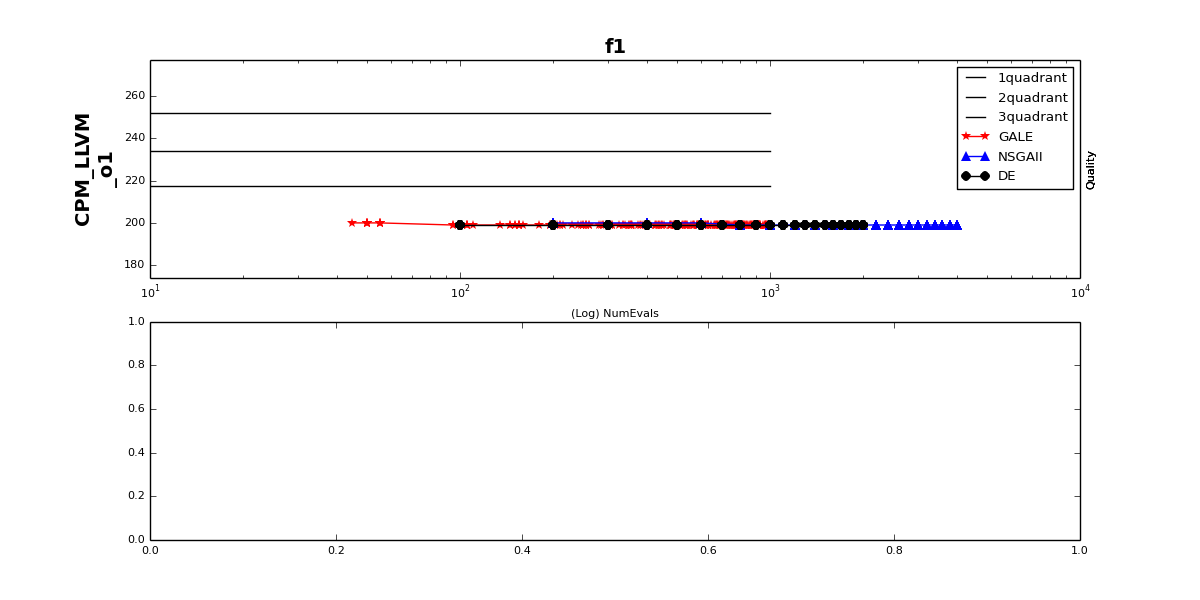 f1
CPM_LLVM
_o1
260
240
220
200
180
10^1
10^2
10^3
10^4
(Log) NumEvals
1quadrant
2quadrant
3quadrant
GALE
NSGAII
DE
Quality
1.0
0.8
0.6
0.4
0.2
0.0
0.0
0.2
0.4
0.6
0.8
1.0